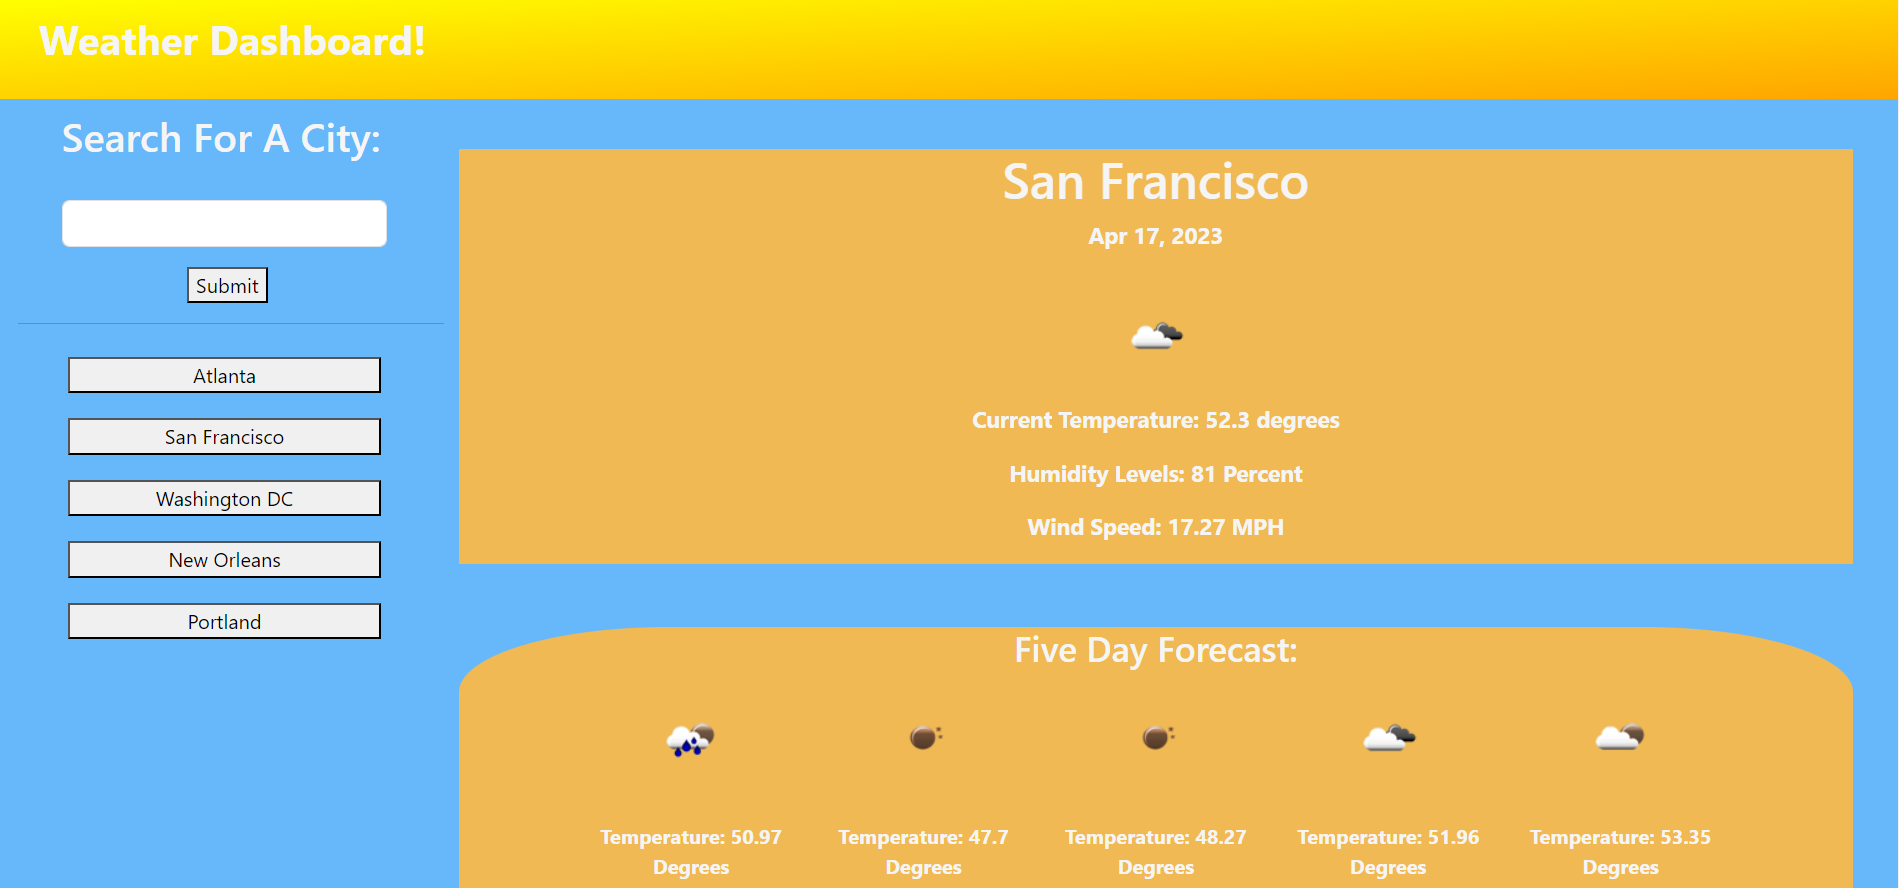 Weather Dashboard!
Search For A City:
Submit
Atlanta
San Francisco
Washington DC
New Orleans
Portland
San Francisco
Apr 17, 2023
Current Temperature: 52.3 degrees
Humidity Levels: 81 Percent
Wind Speed: 17.27 MPH
Five Day Forecast:
Temperature: 50.97
Degrees
Temperature: 47.7
Degrees
Temperature: 48.27
Degrees
Temperature: 51.96
Degrees
Temperature: 53.35
Degrees